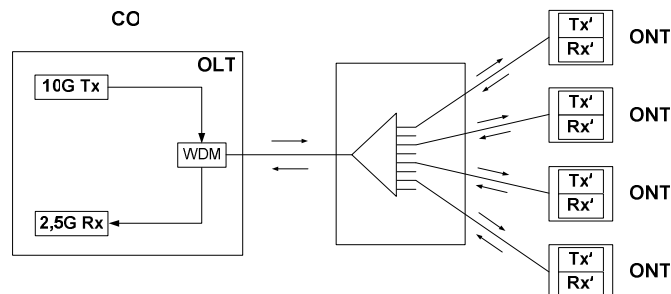 CO
OLT
10G Tx
WDM
2,5G Rx
Tx'
Rx'
ONT
Tx'
Rx'
ONT
Tx'
Rx'
ONT
Tx'
Rx'
ONT